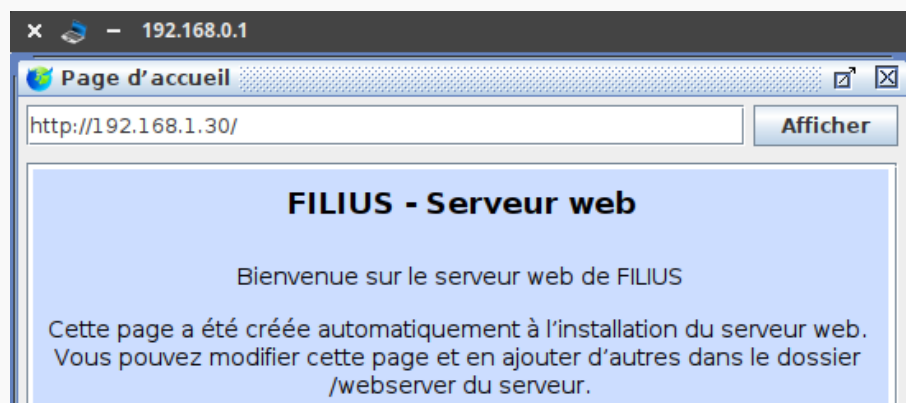 192.168.0.1
Page d'accueil
http://192.168.1.30/
Afficher
FILIUS - Serveur web
Bienvenue sur le serveur web de FILIUS
Cette page a été créée automatiquement à l'installation du serveur web.
Vous pouvez modifier cette page et en ajouter d'autres dans le dossier
/webserver du serveur.